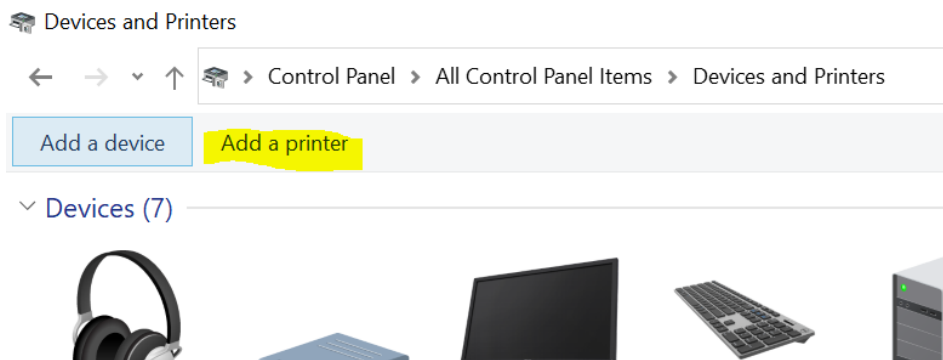 Devices and Printers
Control Panel > All Control Panel Items > Devices and Printers
Add a device Add a printer
Devices (7)